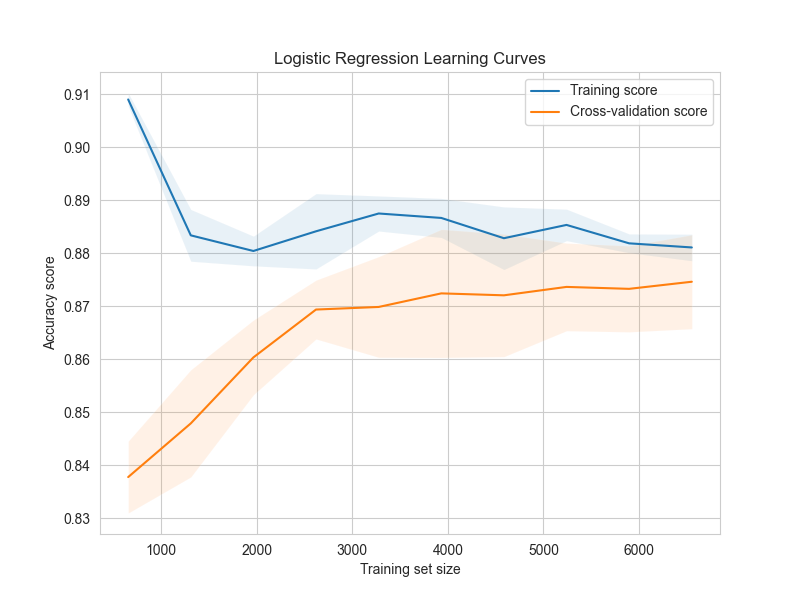 Logistic Regression Learning Curves
Training score
Cross-validation score
Accuracy score
0.91
0.90
0.89
0.88
0.87
0.86
0.85
0.84
0.83
1000 2000 3000 4000 5000 6000
Training set size